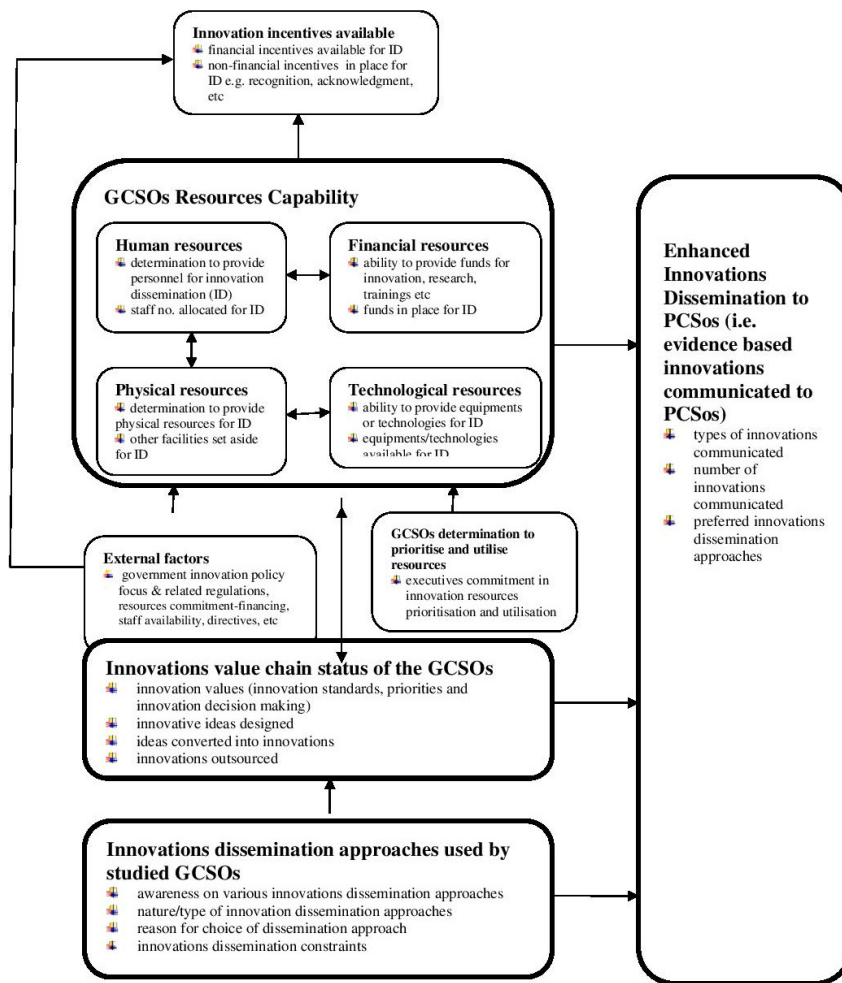 Innovation incentives available
financial incentives available for ID
non-financial incentives in place for
ID e.g. recognition, acknowledgment,
etc
GCSOs Resources Capability
Human resources
determination to provide
personnel for innovation
dissemination (ID)
staff no. allocated for ID
Financial resources
ability to provide funds for
innovation, research,
trainings etc
funds in place for ID
Physical resources
determination to provide
physical resources for ID
other facilities set aside
for ID
Technological resources
ability to provide equipments
or technologies for ID
equipments/technologies
available for ID
External factors
government innovation policy
focus & related regulations,
resources commitment-financing,
staff availability, directives, etc
GCSOs determination to
prioritise and utilise
resources
executives commitment in
innovation resources
prioritisation and utilisation
Innovations value chain status of the GCSOs
innovation values (innovation standards, priorities and
innovation decision making)
innovative ideas designed
ideas converted into innovations
innovations outsourced
Innovations dissemination approaches used by
studied GCSOs
awareness on various innovations dissemination approaches
nature/type of innovation dissemination approaches
reason for choice of dissemination approach
innovations dissemination constraints
Enhanced
Innovations
Dissemination to
PCSos (i.e.
evidence based
innovations
communicated to
PCSos)
types of innovations
communicated
number of
innovations
communicated
preferred innovations
dissemination
approaches